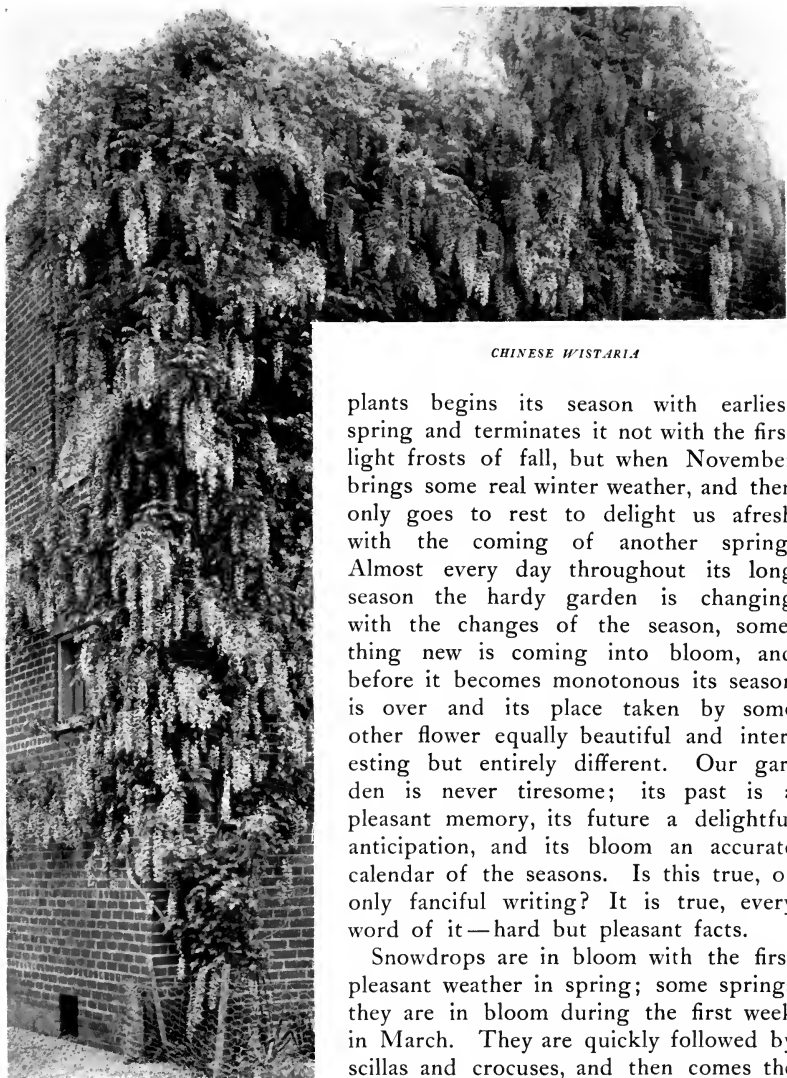 CHINESE WISTARIA
plants begins its season with earlies
spring and terminates it not with the firs
light frosts of fall, but when November
brings some real winter weather, and then
only goes to rest to delight us afresh
with the coming of another spring
Almost every day throughout its long
season the hardy garden is changing
with the changes of the season, some
thing new is coming into bloom, and
before it becomes monotonous its season
is over and its place taken by some
other flower equally beautiful and inter
esting but entirely different. Our gar
den is never tiresome; its past is a
pleasant memory, its future a delightfu
anticipation, and its bloom an accurate
calendar of the seasons. Is this true, o
only fanciful writing? It is true, every
word of it—hard but pleasant facts.
Snowdrops are in bloom with the firs
pleasant weather in spring; some spring
they are in bloom during the first week
in March. They are quickly followed by
scillas and crocuses, and then comes the